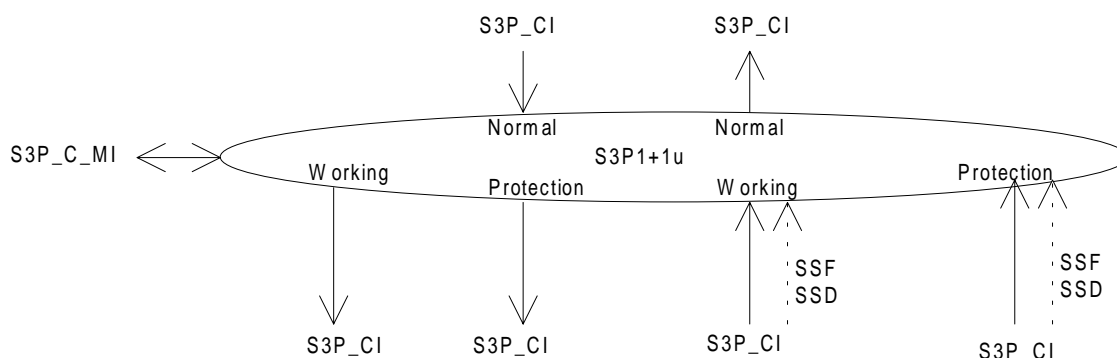 S3P_CI S3P_CI
Normal Normal
S3P_C_MI S3P1+1u
Working Protection Working Protection
SSF SSF
SSD SSD
S3P_CI S3P_CI S3P_CI S3P_CI